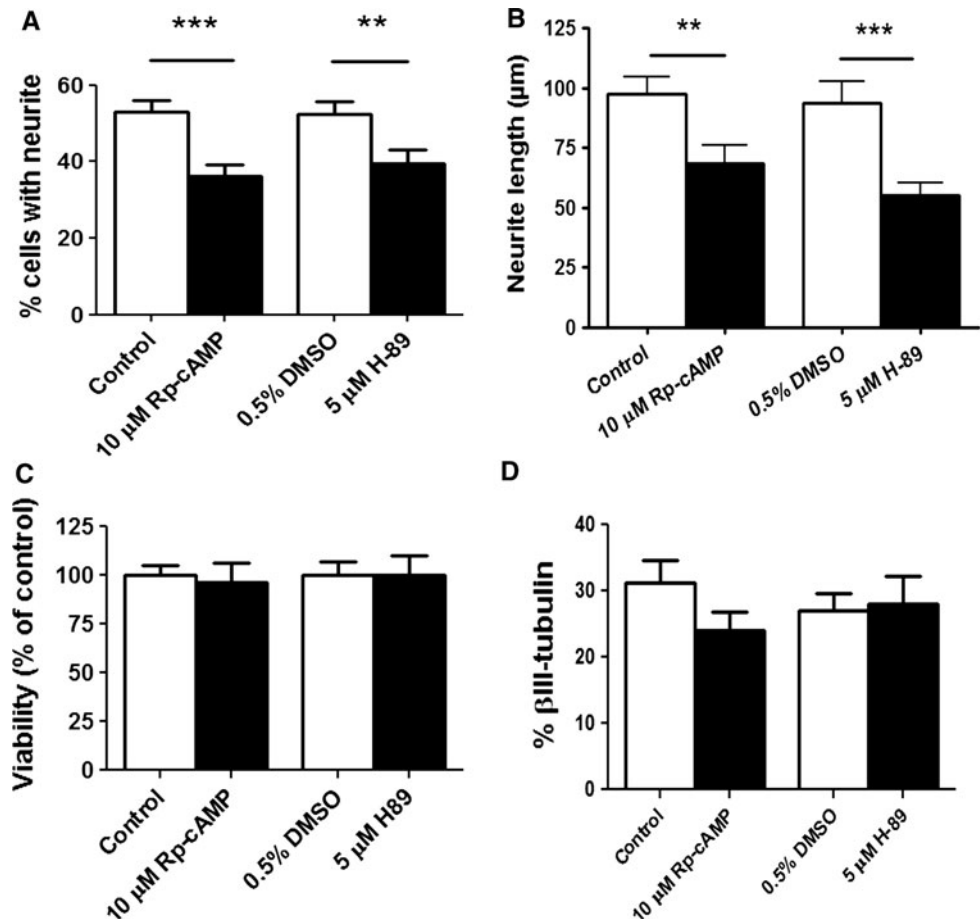 A
*** **
% cells with neurite
60
40
20
0
Control
10 µM Rp-cAMP
0.5% DMSO
5 µM H-89
B
** ***
Neurite length (µm)
125
100
75
50
25
0
Control
10 µM Rp-cAMP
0.5% DMSO
5 µM H-89
C
Viability (% of control)
125
100
75
50
25
0
Control
10 µM Rp-cAMP
0.5% DMSO
5 µM H89
D
% βIII-tubulin
40
30
20
10
0
Control
10 µM Rp-cAMP
0.5% DMSO
5 µM H-89